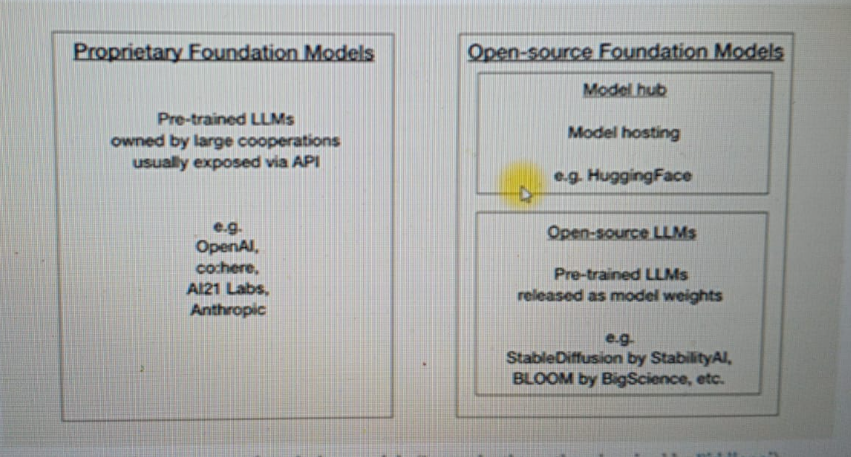 Proprietary Foundation Models
Pre-trained LLMs
owned by large cooperations
usually exposed via API
e.g.
OpenAI,
co:here,
AI21 Labs,
Anthropic
Open-source Foundation Models
Model hub
Model hosting
e.g. HuggingFace
Open-source LLMs
Pre-trained LLMs
released as model weights
e.g.
StableDiffusion by StabilityAI,
BLOOM by BigScience, etc.